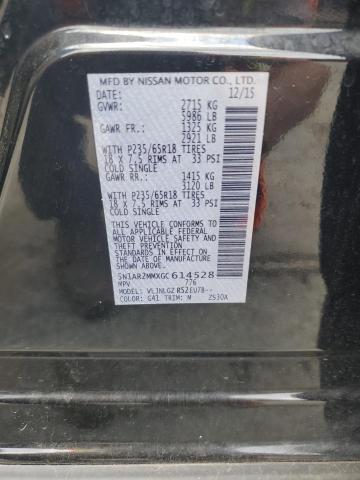 MFD BY NISSAN MOTOR CO., LTD.
DATE: 12/15
GVWR: 2715 KG
5986 LB
GAWR FR.: 1325 KG
2921 LB
WITH P235/65R18 TIRES
18 X 7.5 RIMS AT 33 PSI
COLD SINGLE
GAWR RR.: 1415 KG
3120 LB
WITH P235/65R18 TIRES
18 X 7.5 RIMS AT 33 PSI
COLD SINGLE
THIS VEHICLE CONFORMS
TO ALL APPLICABLE FEDERAL
MOTOR VEHICLE SAFETY
STANDARDS IN EFFECT ON
THE DATE OF MANUFACTURE
SHOWN ABOVE.
5N1AR2MMXGC614528
MPV 776
MODEL: VLJNLGZ RS2EU7B--
COLOR: G41 TRIM: M ZS30A